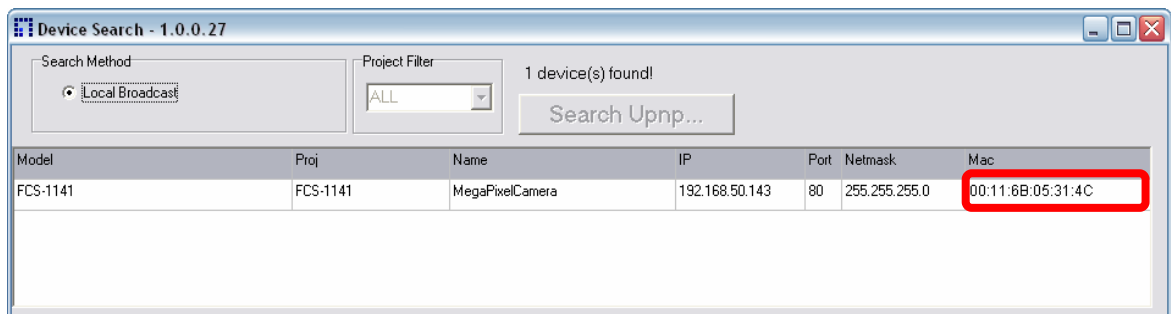 Device Search - 1.0.0.27
Search Method
Local Broadcast
Project Filter
ALL
1 device(s) found!
Search Upnp...
Model Proj Name IP Port Netmask Mac
FCS-1141 FCS-1141 MegaPixelCamera 192.168.50.143 80 255.255.255.0 00:11:6B:05:31:4C